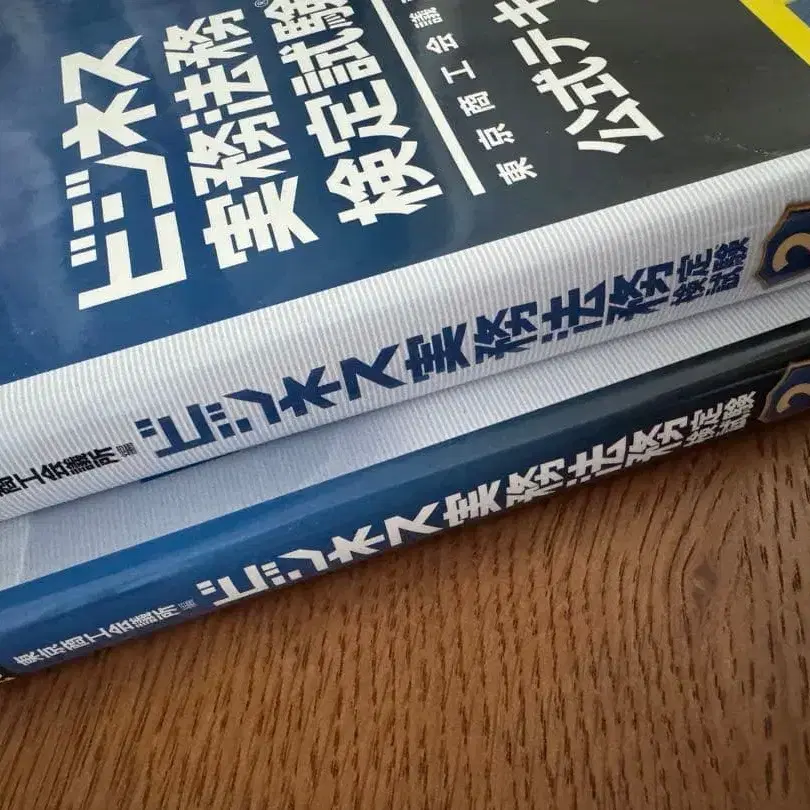 ビジネス
実務法務
検定試験®
東京商工会議
公式テキ
商工会議所編
ビジネス実務法務検定試験
2
東京商工会議所編
ビジネス実務法務検定試験